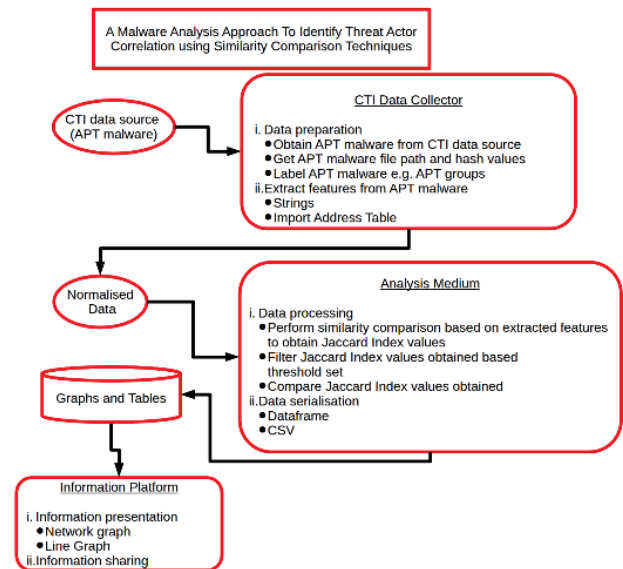 A Malware Analysis Approach To Identify Threat Actor
Correlation using Similarity Comparison Techniques
CTI data source
(APT malware)
CTI Data Collector
i. Data preparation
●Obtain APT malware from CTI data source
●Get APT malware file path and hash values
●Label APT malware e.g. APT groups
ii.Extract features from APT malware
●Strings
●Import Address Table
Normalised
Data
Analysis Medium
i. Data processing
●Perform similarity comparison based on extracted features
to obtain Jaccard Index values
●Filter Jaccard Index values obtained based
threshold set
●Compare Jaccard Index values obtained
ii.Data serialisation
●Dataframe
●CSV
Graphs and Tables
Information Platform
i. Information presentation
●Network graph
●Line Graph
ii.Information sharing